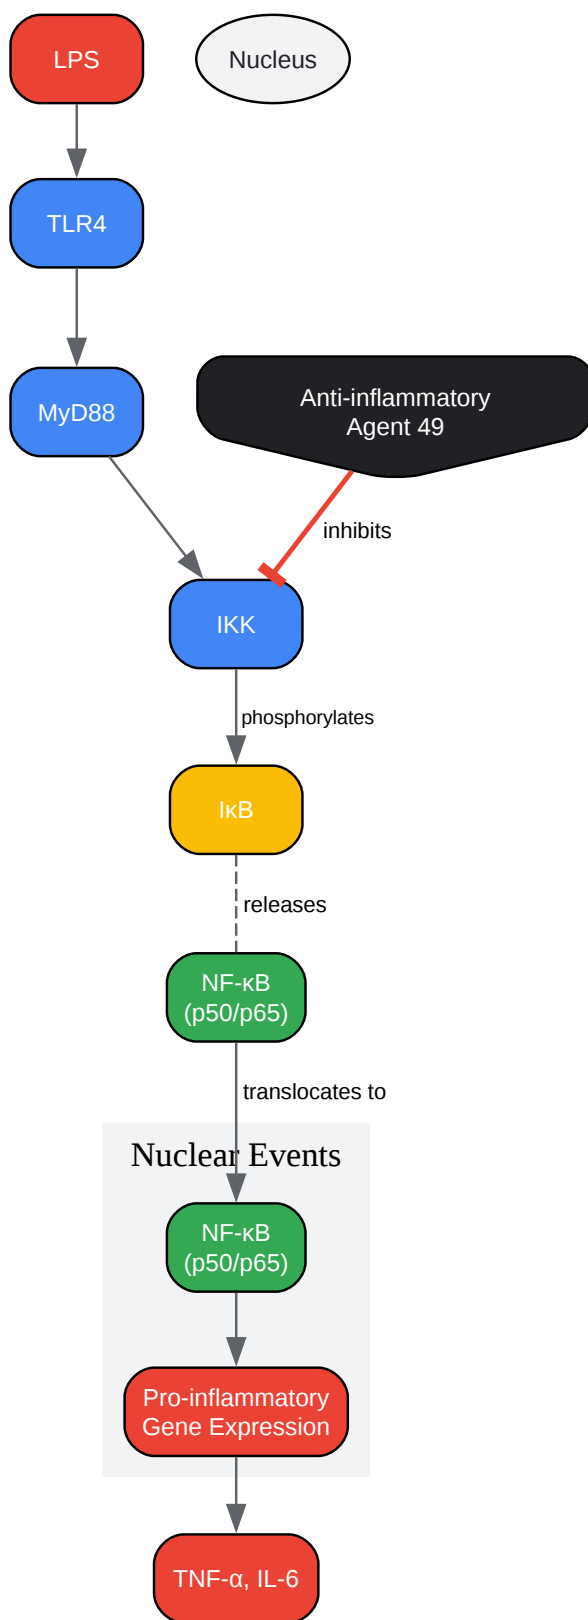 LPS
Nucleus
TLR4
MyD88
Anti-inflammatory
Agent 49
inhibits
IKK
phosphorylates
IκB
releases
NF-κB
(p50/p65)
translocates to
Nuclear Events
NF-κB
(p50/p65)
Pro-inflammatory
Gene Expression
TNF-α, IL-6